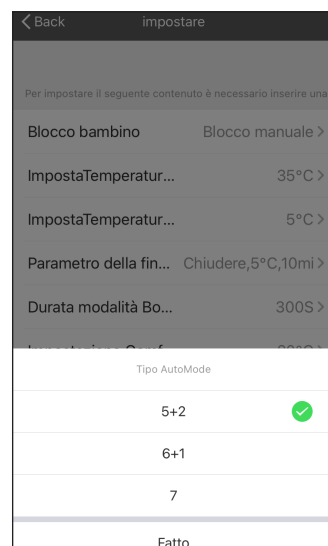 Back impostare
Per impostare il seguente contenuto è necessario inserire una
Blocco bambino Blocco manuale
ImpostaTemperatur... 35°C
ImpostaTemperatur... 5°C
Parametro della fin... Chiudere,5°C,10mi
Durata modalità Bo... 300S
Tipo AutoMode
5+2
6+1
7
Fatto